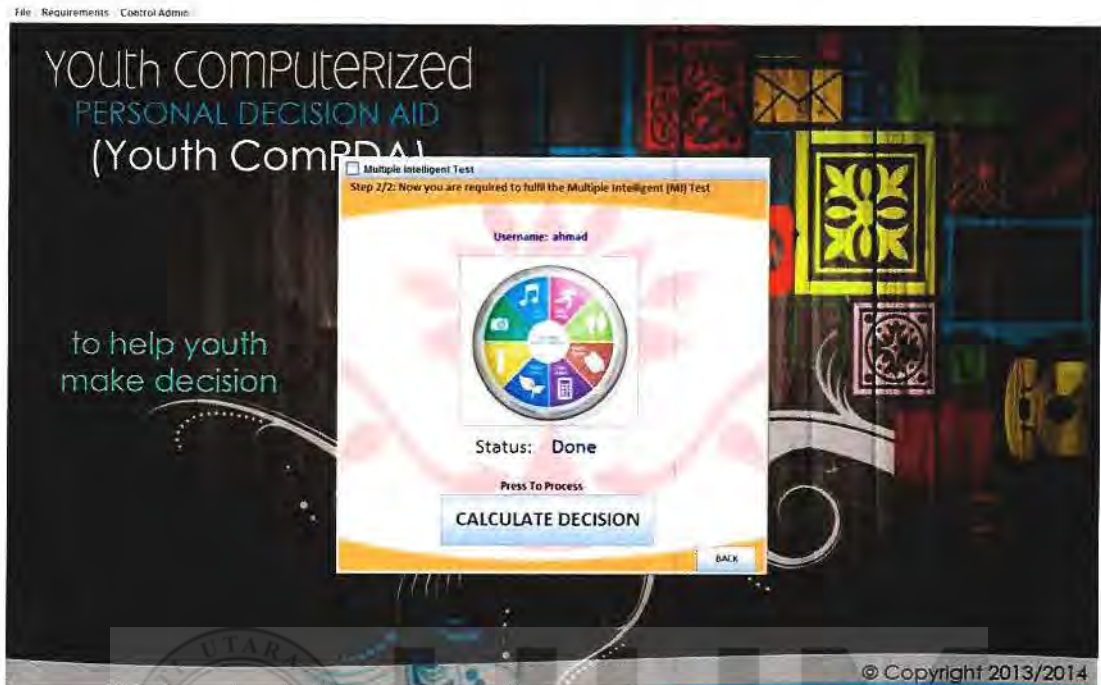 File Requirements Control Admin
YOUth COMPUteRIZeD
PERSONAL DECISION AID
(Youth ComPDA)
to help youth
make decision
Multiple Intelligent Test
Step 2/2: Now you are required to fulfil the Multiple Intelligent (MI) Test
Username: ahmad
Status: Done
Press To Process
CALCULATE DECISION
BACK
UTARA
© Copyright 2013/2014